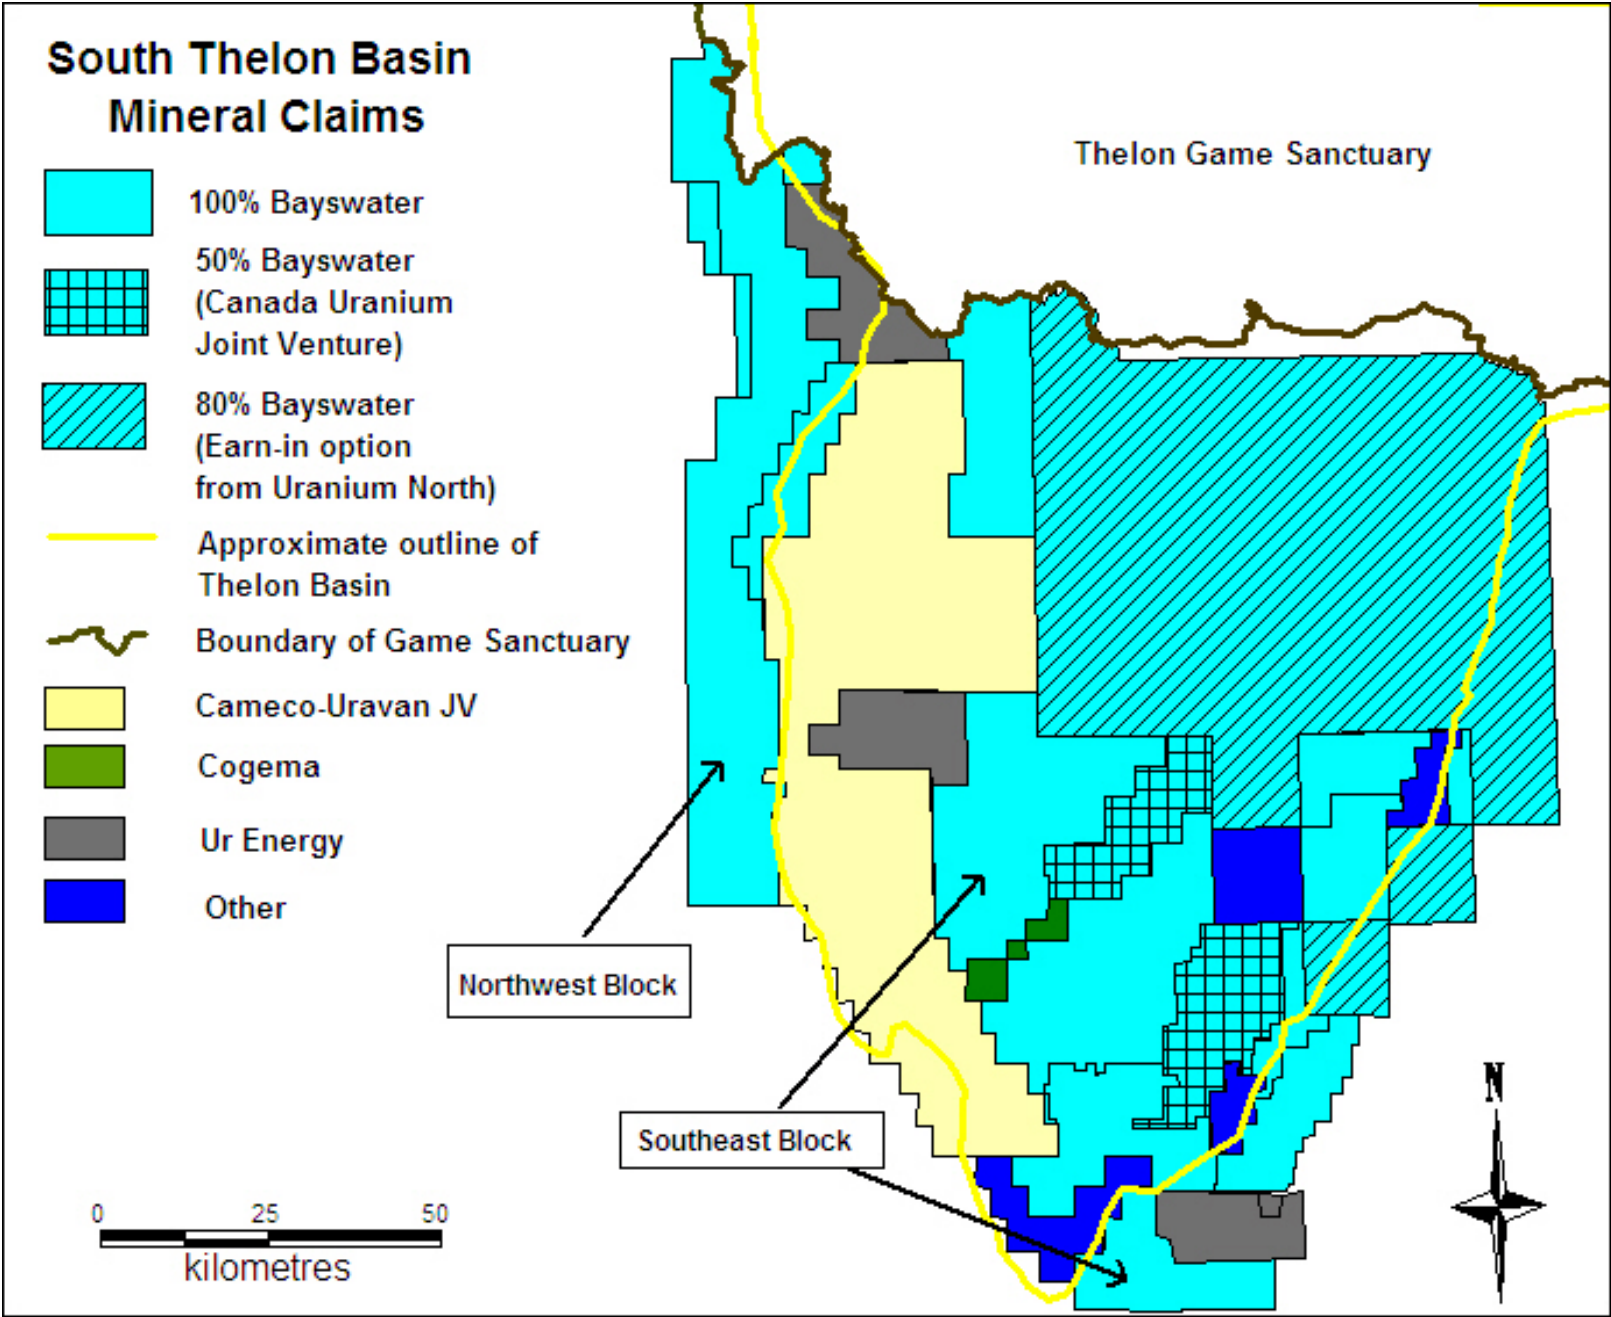 South Thelon Basin
Mineral Claims
100% Bayswater
50% Bayswater
(Canada Uranium
Joint Venture)
80% Bayswater
(Earn-in option
from Uranium North)
Approximate outline of
Thelon Basin
Boundary of Game Sanctuary
Cameco-Uravan JV
Cogema
Ur Energy
Other
Thelon Game Sanctuary
Northwest Block
Southeast Block
N
0 25 50
kilometres